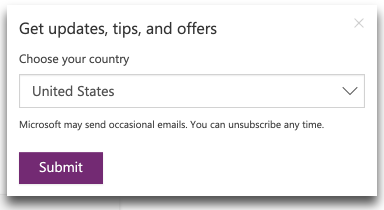 Get updates, tips, and offers
Choose your country
United States
Microsoft may send occasional emails. You can unsubscribe any time.
Submit